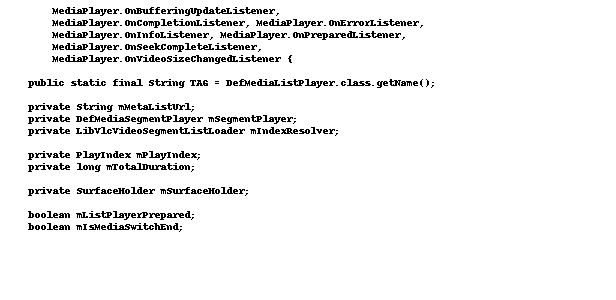 MediaPlayer.OnBufferingUpdateListener,
MediaPlayer.OnCompletionListener, MediaPlayer.OnErrorListener,
MediaPlayer.OnInfoListener, MediaPlayer.OnPreparedListener,
MediaPlayer.OnSeekCompleteListener,
MediaPlayer.OnVideoSizeChangedListener {
public static final String TAG = DefMediaListPlayer.class.getName();
private String mMetaListUrl;
private DefMediaSegmentPlayer mSegmentPlayer;
private LibVlcVideoSegmentListLoader mIndexResolver;
private PlayIndex mPlayIndex;
private long mTotalDuration;
private SurfaceHolder mSurfaceHolder;
boolean mListPlayerPrepared;
boolean mIsMediaSwitchEnd;